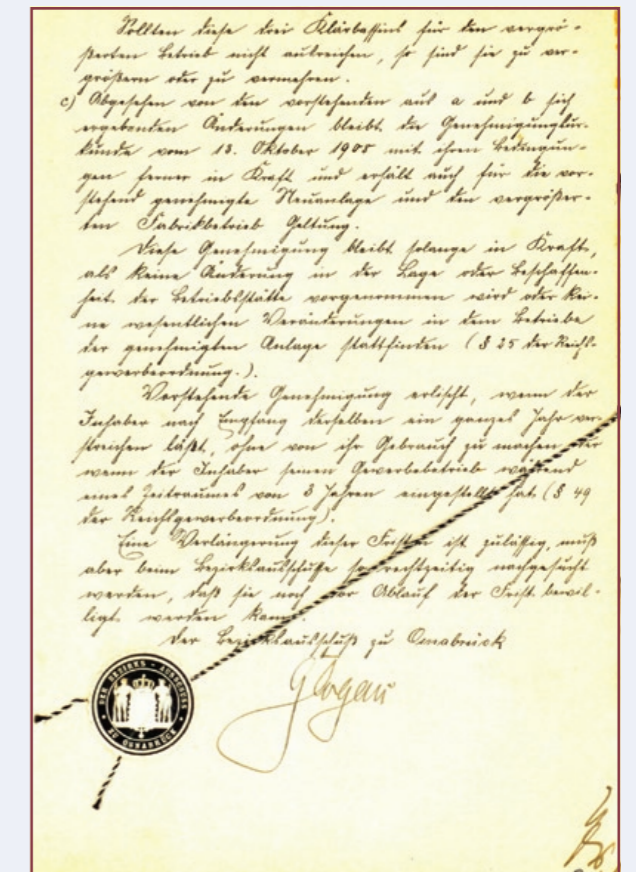 Sollten diese drei Klärbassins für den vergrö-
ßerten Betrieb nicht ausreichen, so sind sie zu ver-
größern oder zu vermehren.
c) Abgesehen von den vorstehenden aus a und b sich
ergebenden Änderungen bleibt die Genehmigungsur-
kunde vom 13. Oktober 1908 mit ihren Bedingun-
gen ferner in Kraft und erhält auch für die vor-
stehend genehmigte Neuanlage und den vergrößer-
ten Fabrikbetrieb Geltung.
Diese Genehmigung bleibt solange in Kraft,
als keine Änderung in der Lage oder Beschaffen-
heit der Betriebsstätte vorgenommen wird oder kei-
ne wesentlichen Veränderungen in dem Betriebe
der genehmigten Anlage stattfinden (§ 25 der Reichs-
gewerbeordnung.).
Vorstehende Genehmigung erlischt, wenn der
Inhaber nach Empfang derselben ein ganzes Jahr ver-
streichen läßt, ohne von ihr Gebrauch zu machen oder
wenn der Inhaber seinen Gewerbebetrieb während
eines Zeitraumes von 3 Jahren eingestellt hat (§ 49
der Reichsgewerbeordnung).
Eine Verlängerung dieser Fristen ist zulässig, muß
aber beim Bezirksausschusse so rechtzeitig nachgesucht
werden, daß sie noch vor Ablauf der Frist bewil-
ligt werden kann.
Der Bezirksausschuß zu Osnabrück
Glogau
DER BEZIRKS-AUSSCHUSS
ZU OSNABRÜCK